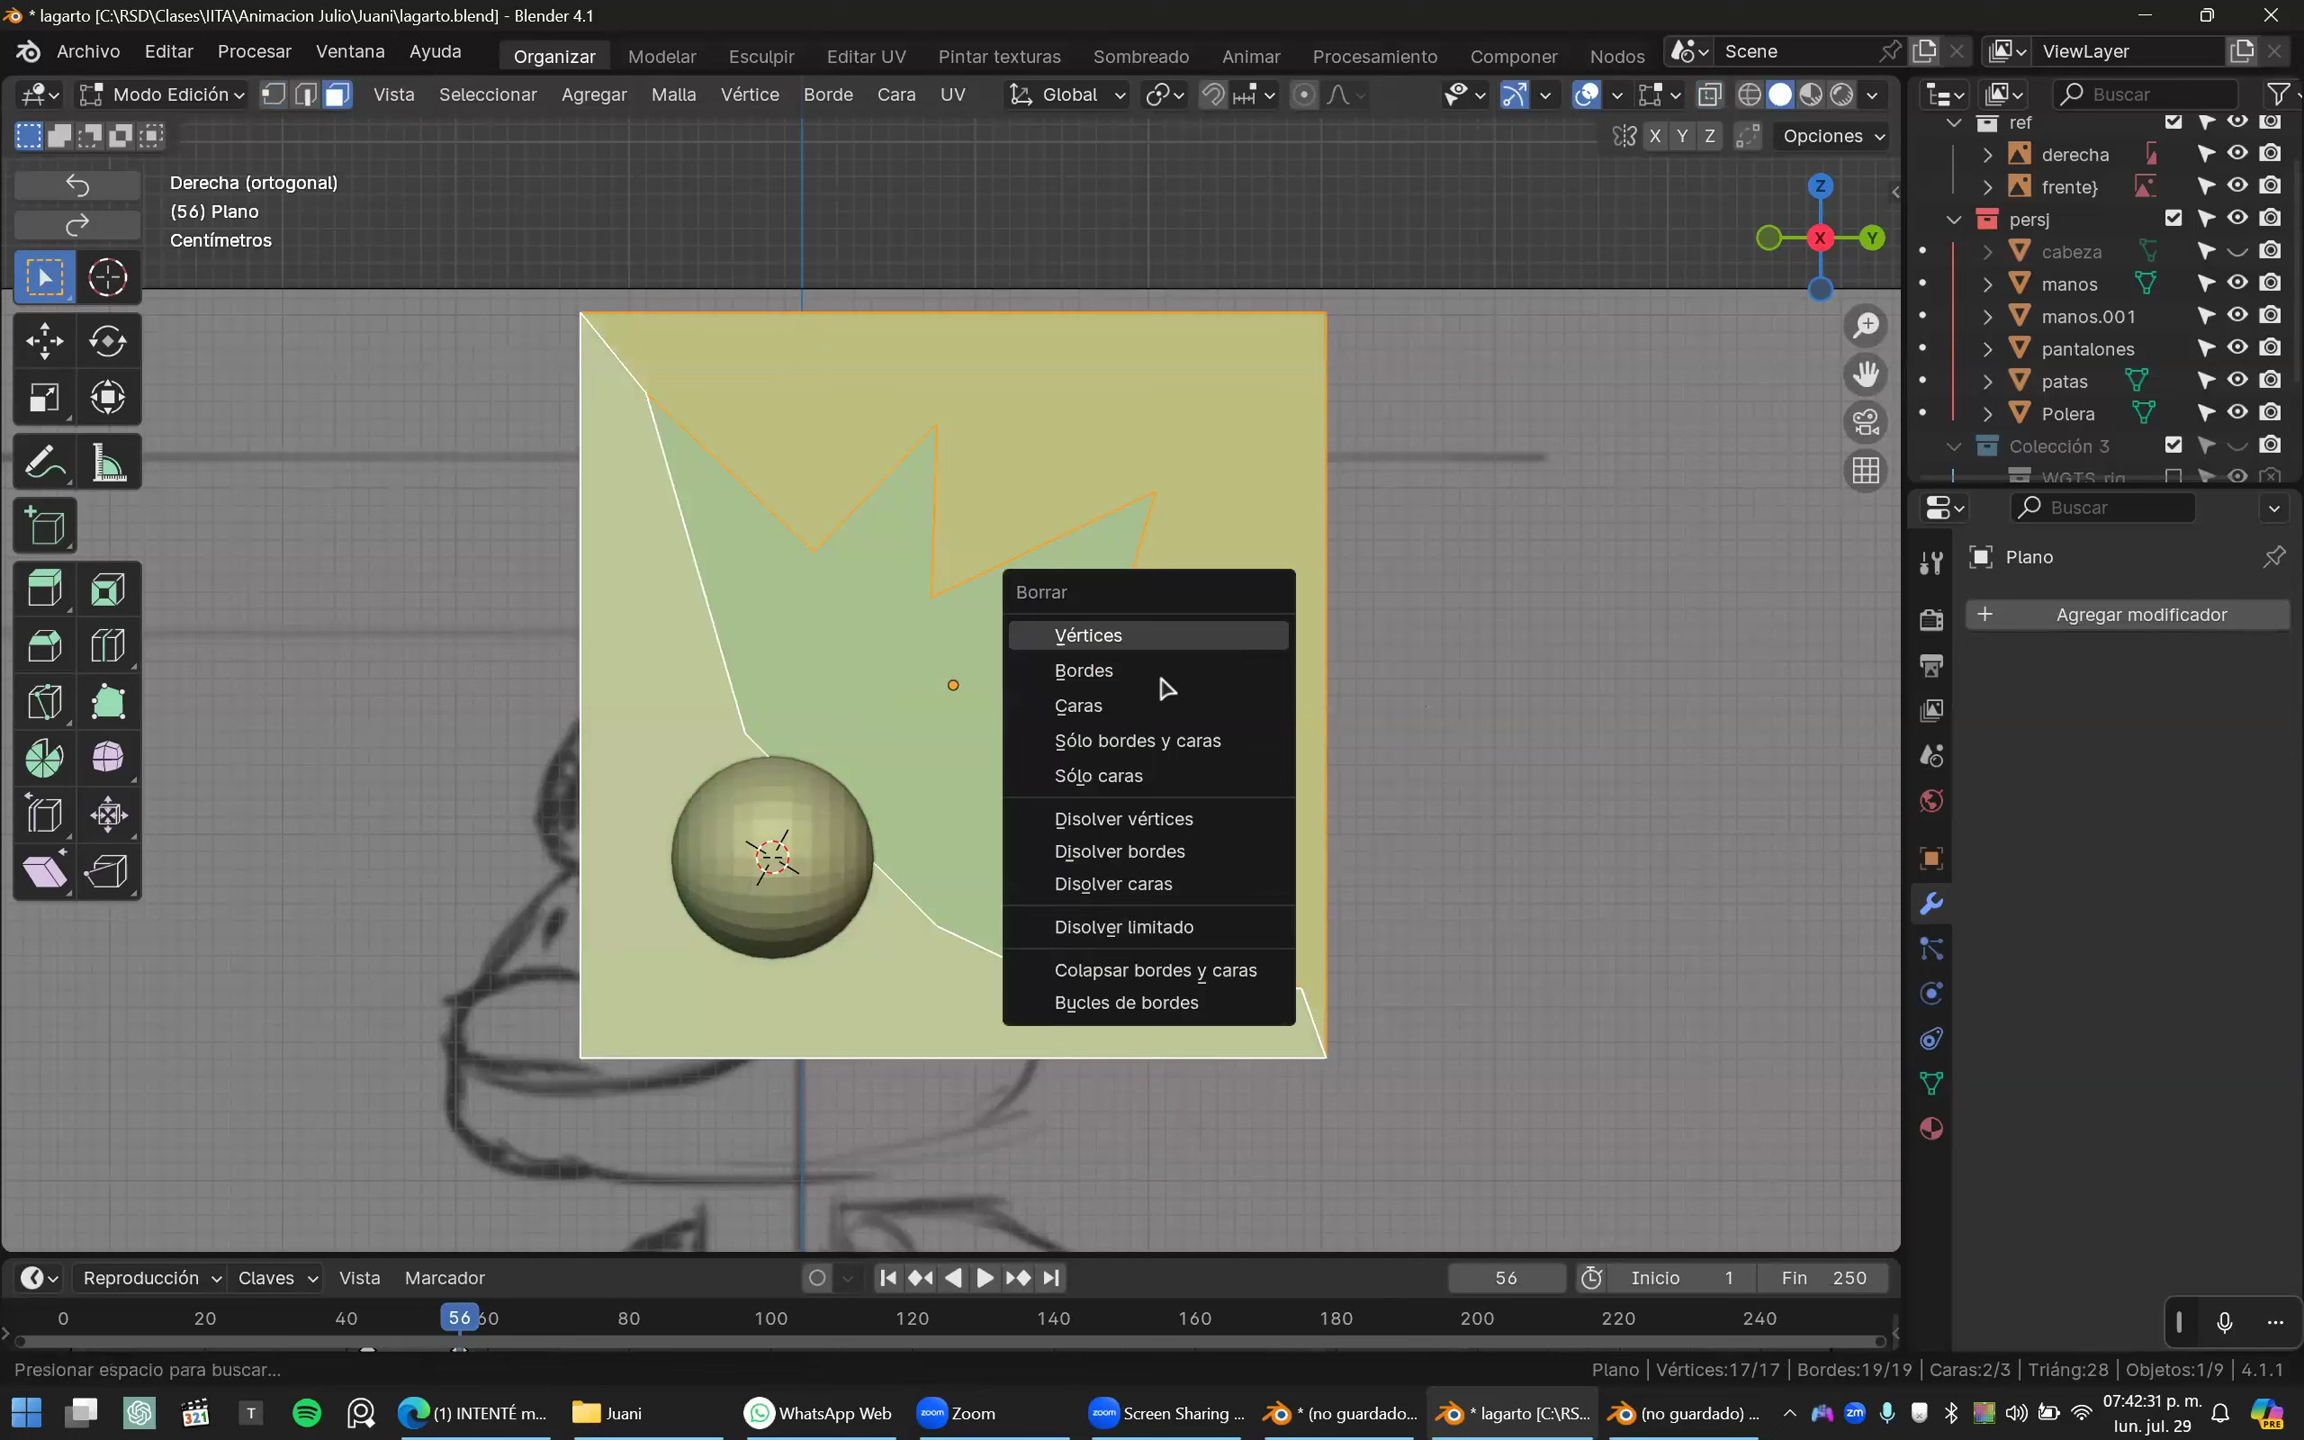 * lagarto [C:\RSD\Clases\IITA\Animacion Julio\Juani\lagarto.blend] - Blender 4.1
Archivo Editar Procesar Ventana Ayuda Organizar Modelar Esculpir Editar UV Pintar texturas Sombreado Animar Procesamiento Componer Nodos Scene ViewLayer
Modo Edición Vista Seleccionar Agregar Malla Vértice Borde Cara UV Global Buscar
X Y Z Opciones
Derecha (ortogonal)
(56) Plano
Centímetros
Z
X
Y
ref
derecha
frente}
persj
cabeza
manos
manos.001
pantalones
patas
Polera
Colección 3
WGTS_rig
Buscar
Plano
Agregar modificador
Borrar
Vértices
Bordes
Caras
Sólo bordes y caras
Sólo caras
Disolver vértices
Disolver bordes
Disolver caras
Disolver limitado
Colapsar bordes y caras
Bucles de bordes
Reproducción Claves Vista Marcador 56 Inicio 1 Fin 250
0 20 40 56 60 80 100 120 140 160 180 200 220 240
Presionar espacio para buscar...
Plano | Vértices:17/17 | Bordes:19/19 | Caras:2/3 | Triáng:28 | Objetos:1/9 | 4.1.1
(1) INTENTÉ m... Juani WhatsApp Web Zoom Screen Sharing ... * (no guardado... * lagarto [C:\RS... (no guardado) ...
07:42:31 p. m.
lun. jul. 29